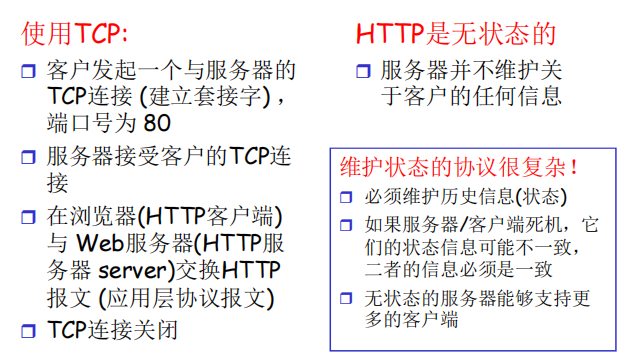 使用TCP:
客户发起一个与服务器的
TCP连接 (建立套接字) ,
端口号为 80
服务器接受客户的TCP连
接
在浏览器(HTTP客户端)
与 Web服务器(HTTP服
务器 server)交换HTTP
报文 (应用层协议报文)
TCP连接关闭
HTTP是无状态的
服务器并不维护关
于客户的任何信息
维护状态的协议很复杂！
必须维护历史信息(状态)
如果服务器/客户端死机，它
们的状态信息可能不一致，
二者的信息必须是一致
无状态的服务器能够支持更
多的客户端